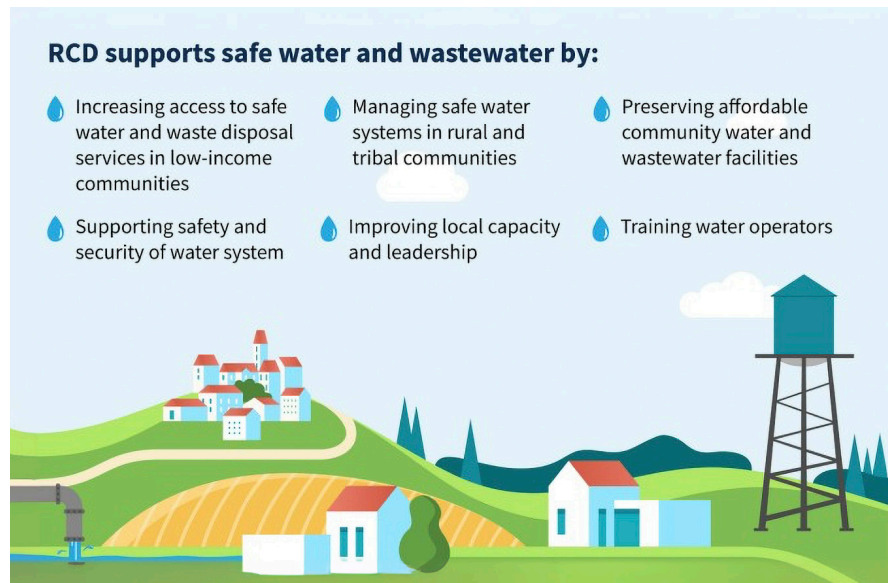 RCD supports safe water and wastewater by:
Increasing access to safe
water and waste disposal
services in low-income
communities
Managing safe water
systems in rural and
tribal communities
Preserving affordable
community water and
wastewater facilities
Supporting safety and
security of water system
Improving local capacity
and leadership
Training water operators